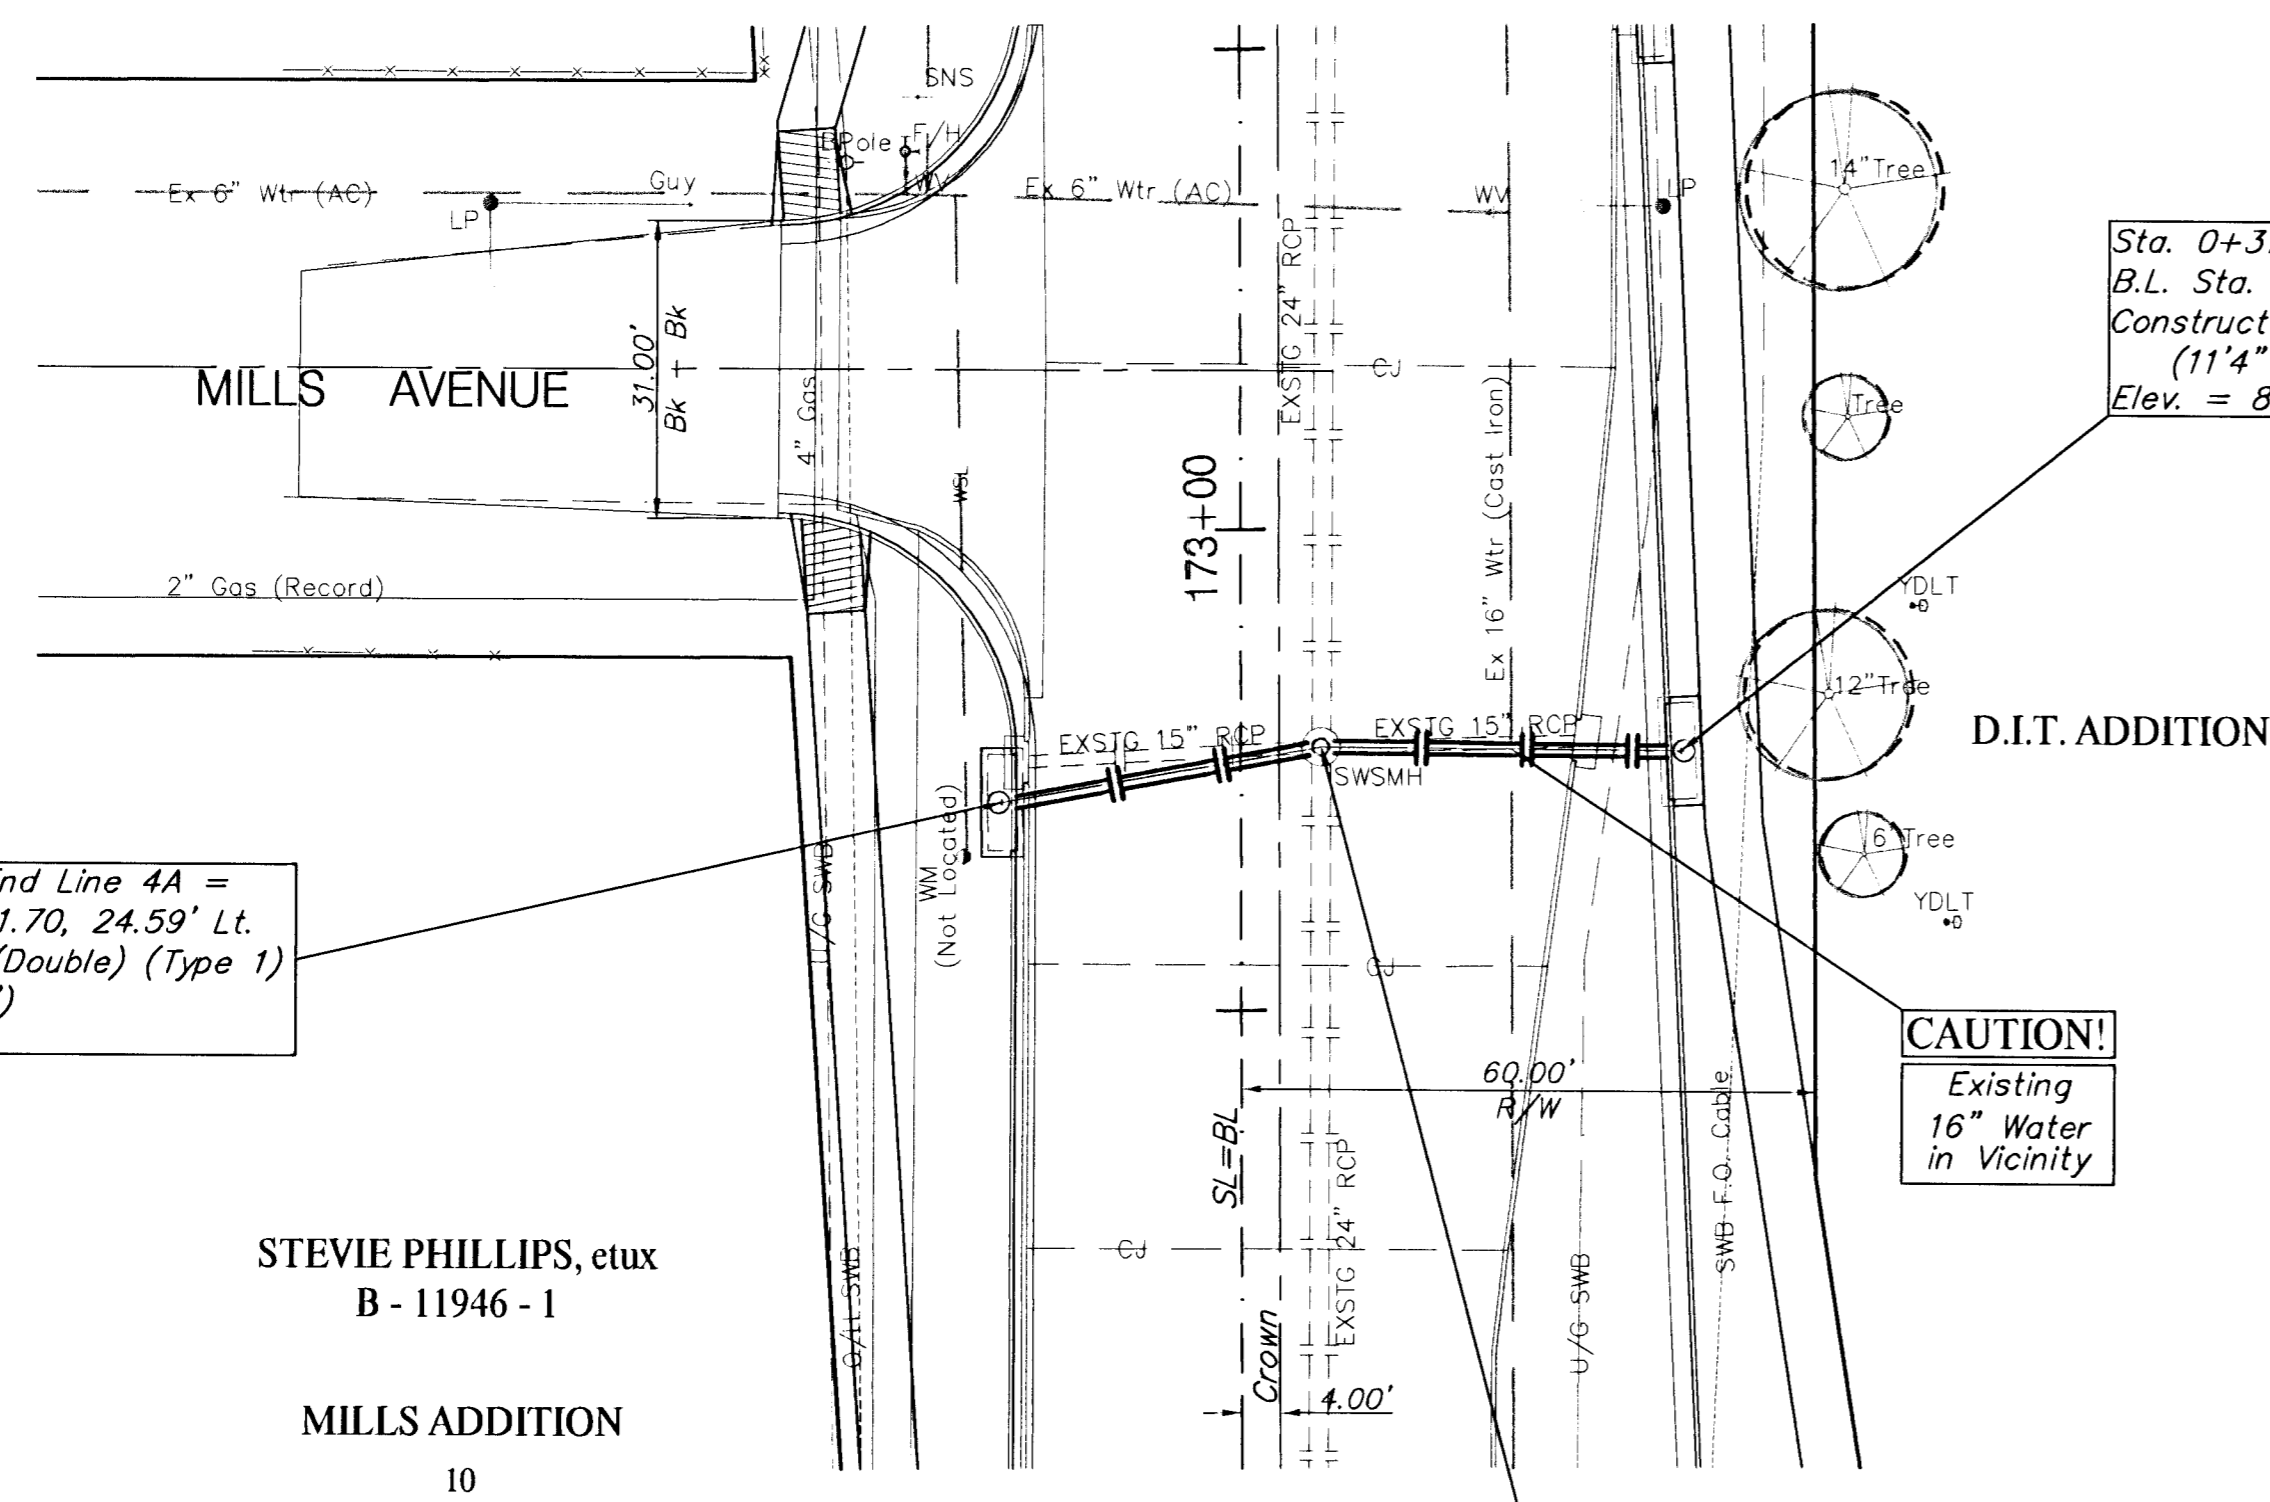 SNS
BPole
F/H
14" Tree
Ex 6" Wtr (AC)
Guy
WV
Ex 6" Wtr (AC)
WV
LP
LP
Sta. 0+3
B.L. Sta.
Construct
(11'4"
Elev. = 8
EXSTG 24" RCP
31.00'
Bk - Bk
MILLS AVENUE
CJ
4" Gas
Tree
Ex 16" Wtr (Cast Iron)
WSL
173+00
2" Gas (Record)
YDLT
12" Tree
D.I.T. ADDITION
EXSTG 15" RCP
EXSTG 15" RCP
SWSMH
WM
(Not Located)
6" Tree
YDLT
U/G SWB
nd Line 4A =
1.70, 24.59' Lt.
(Double) (Type 1)
')
CJ
CAUTION!
Existing
16" Water
in Vicinity
60.00'
R/W
SL=BL
SWB F.O. Cable
EXSTG 24" RCP
STEVIE PHILLIPS, etux
B - 11946 - 1
CJ
O/H SWB
U/G SWB
Crown
4.00'
MILLS ADDITION
10